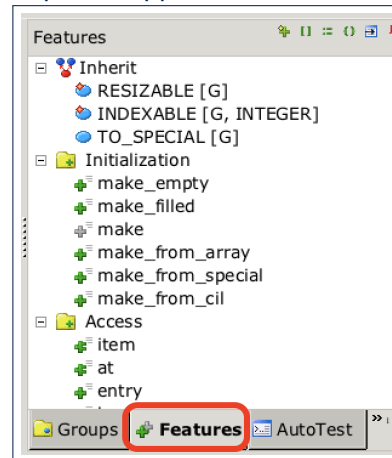 Features
Inherit
RESIZABLE [G]
INDEXABLE [G, INTEGER]
TO_SPECIAL [G]
Initialization
make_empty
make_filled
make
make_from_array
make_from_special
make_from_cil
Access
item
at
entry
Groups Features AutoTest